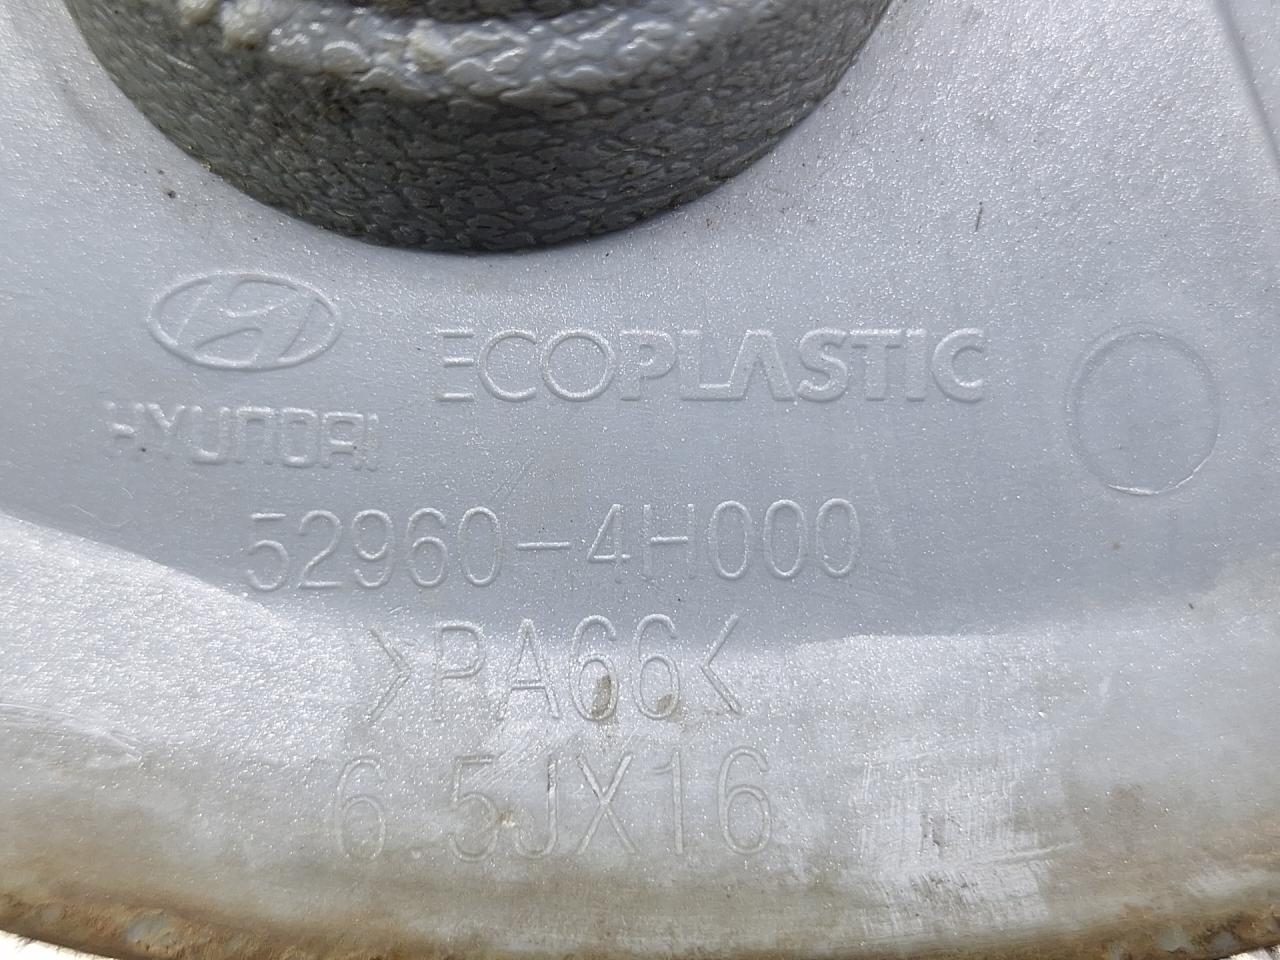 ECOPLASTIC
HYUNDAI
52960-4H000
>PA66<
6.5JX16